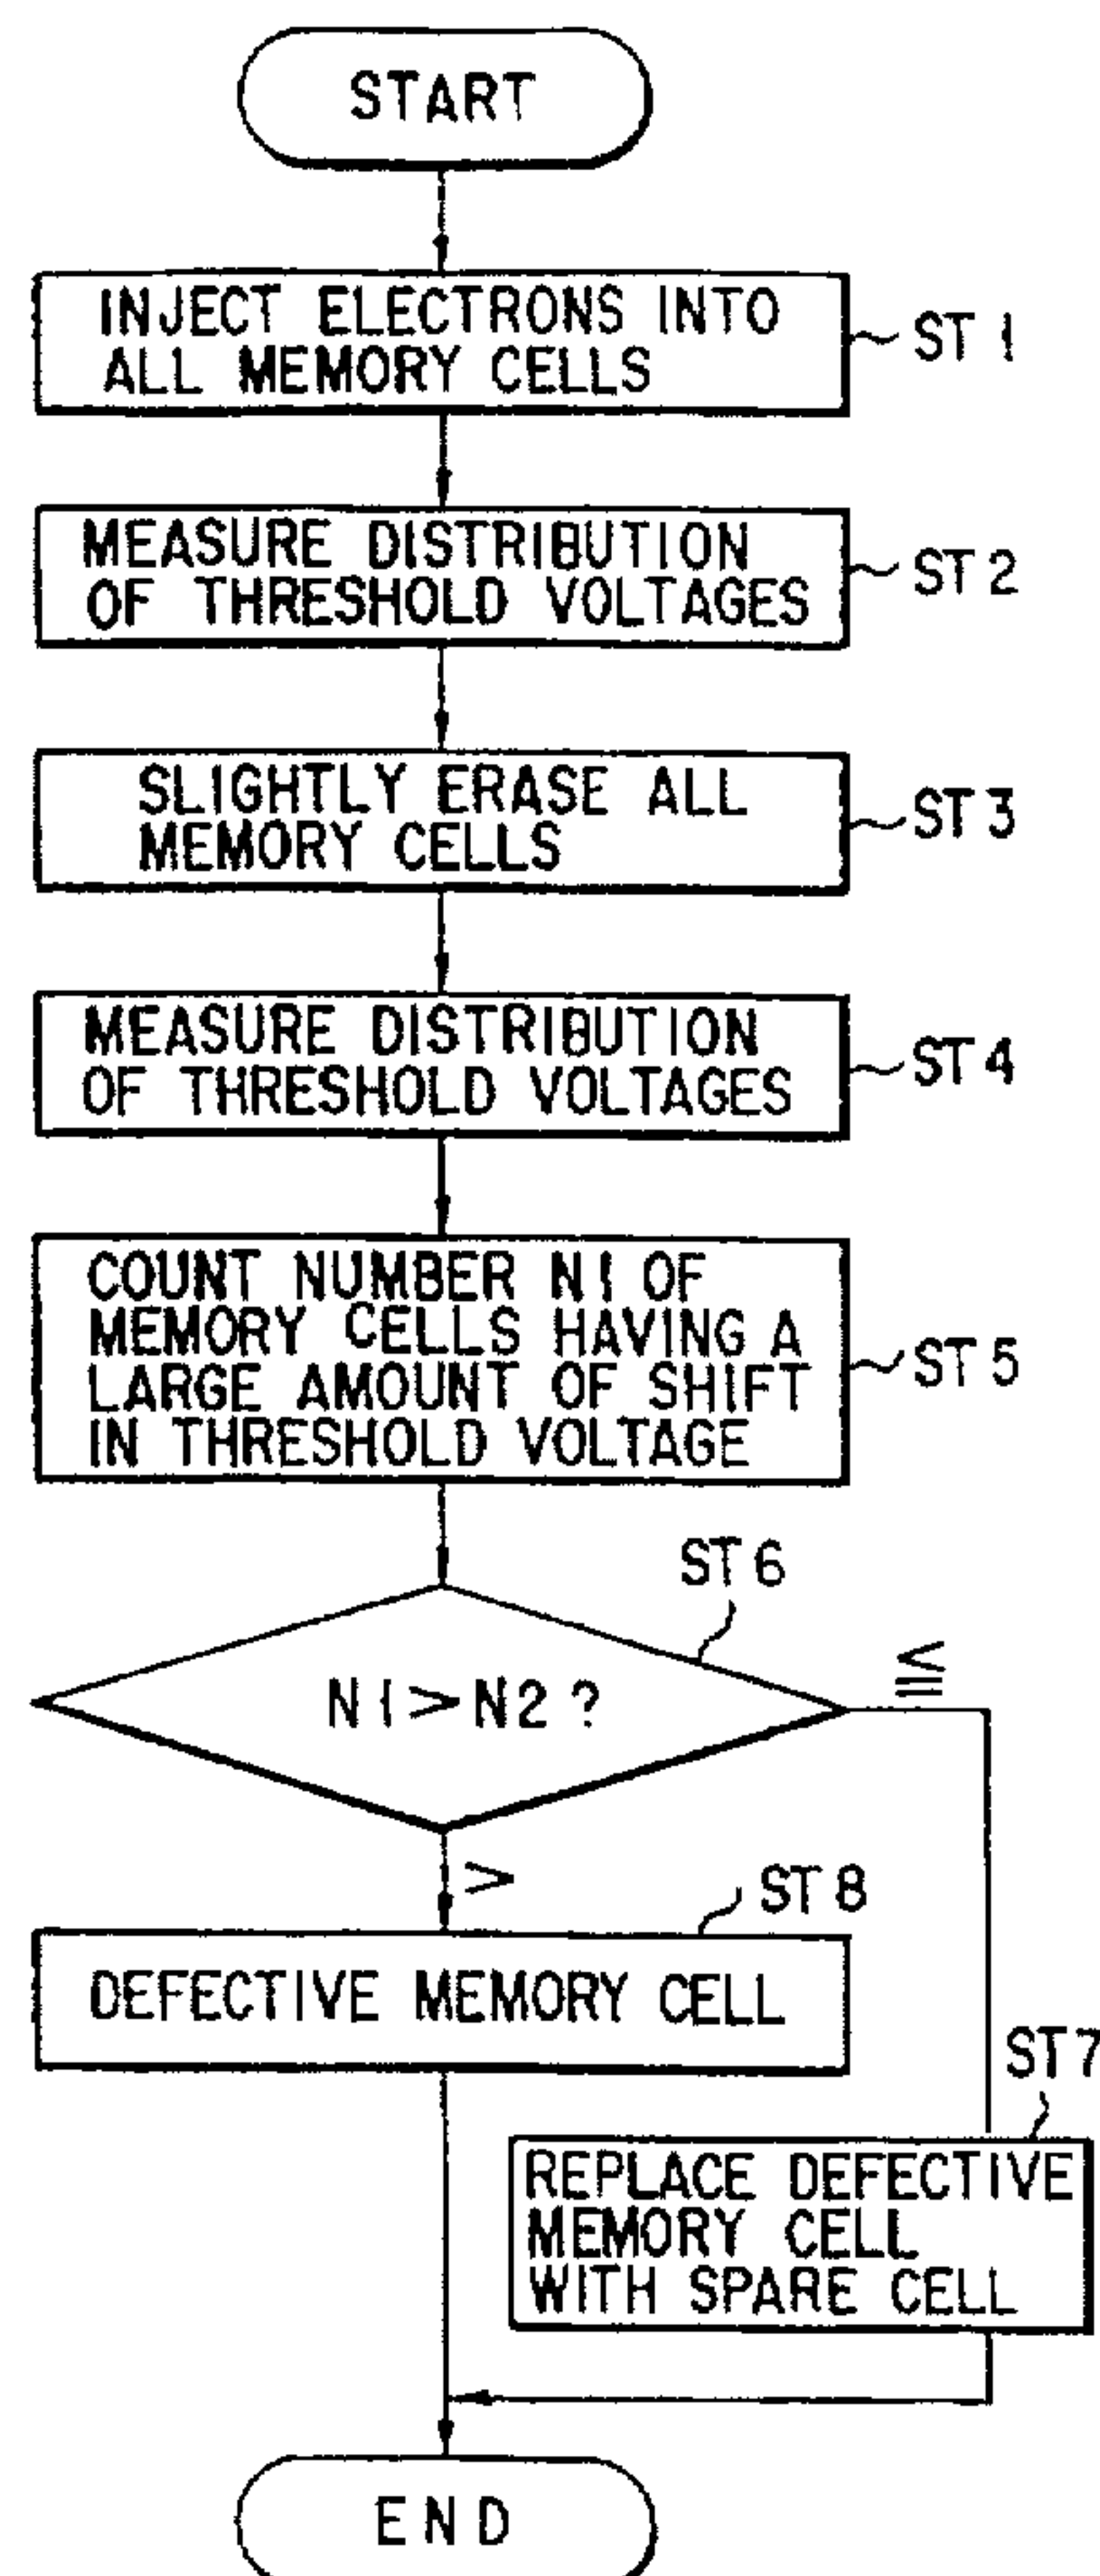 START
INJECT ELECTRONS INTO
ALL MEMORY CELLS
ST 1
MEASURE DISTRIBUTION
OF THRESHOLD VOLTAGES
ST 2
SLIGHTLY ERASE ALL
MEMORY CELLS
ST 3
MEASURE DISTRIBUTION
OF THRESHOLD VOLTAGES
ST 4
COUNT NUMBER N1 OF
MEMORY CELLS HAVING A
LARGE AMOUNT OF SHIFT
IN THRESHOLD VOLTAGE
ST 5
ST 6
N1>N2?
≦
>
ST 8
DEFECTIVE MEMORY CELL
ST 7
REPLACE DEFECTIVE
MEMORY CELL
WITH SPARE CELL
END